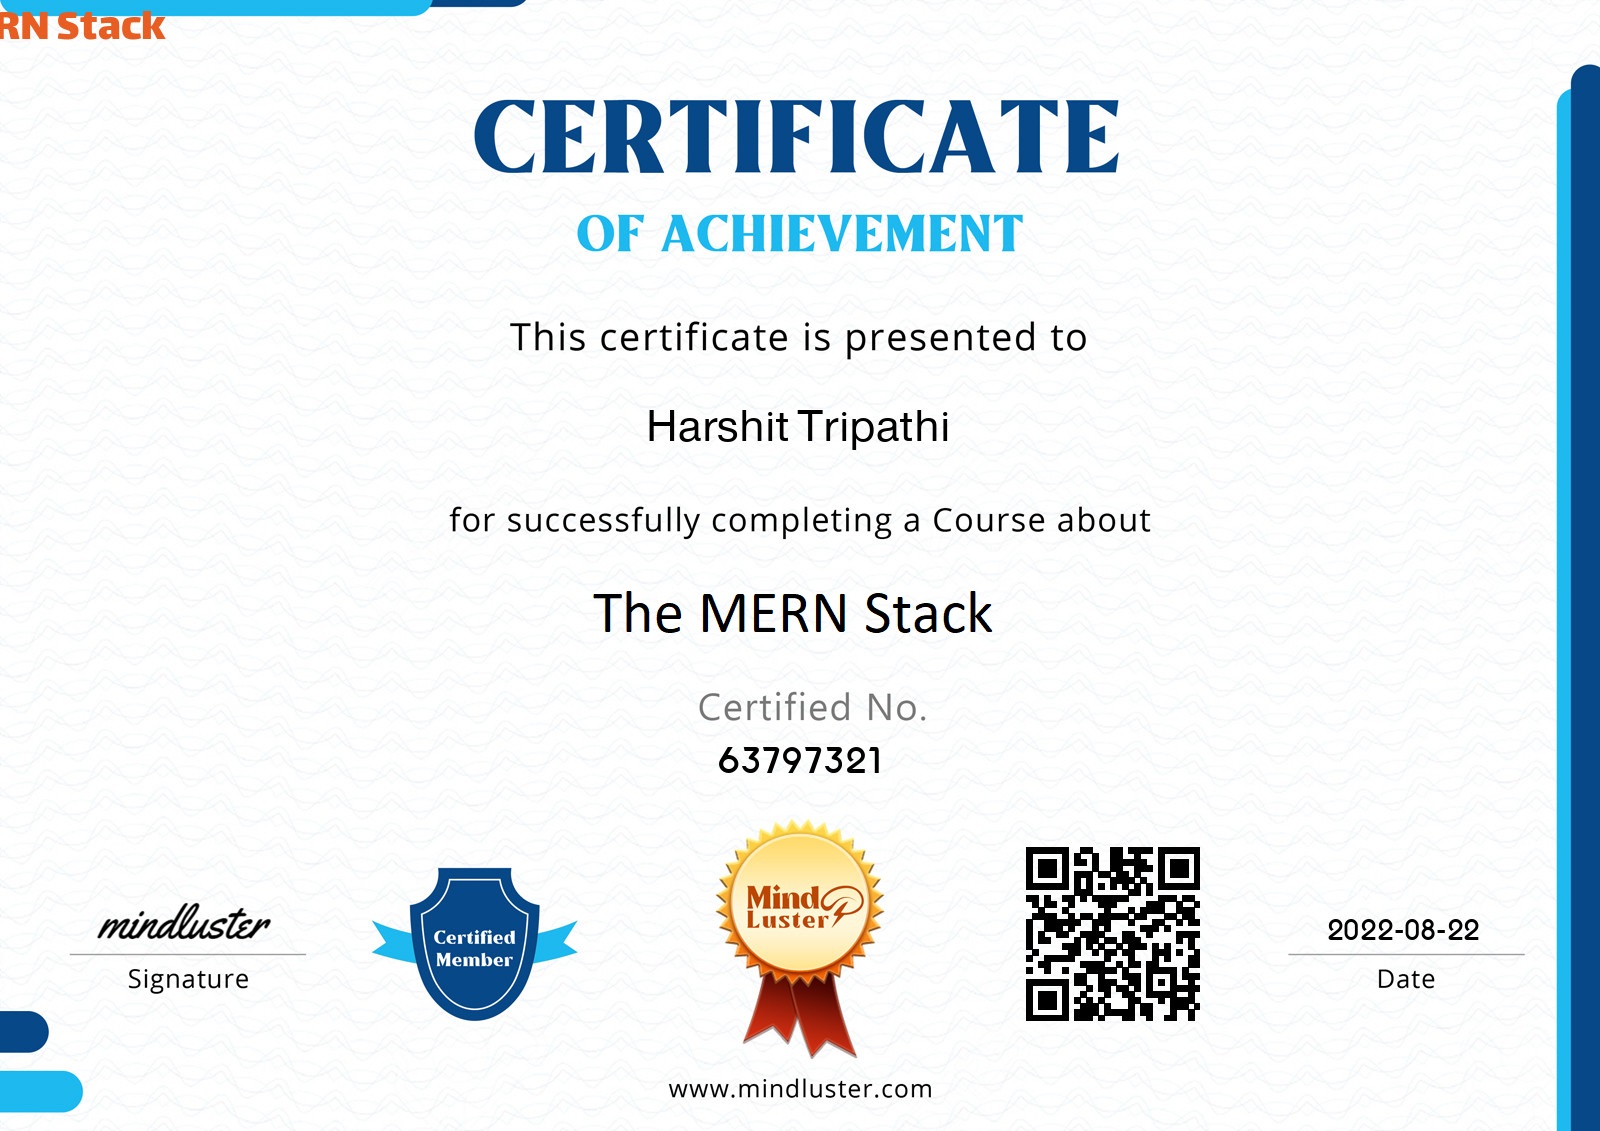 RN Stack
CERTIFICATE
OF ACHIEVEMENT
This certificate is presented to
Harshit Tripathi
for successfully completing a Course about
The MERN Stack
Certified No.
63797321
mindluster
Signature
Certified
Member
Mind
Luster
2022-08-22
Date
www.mindluster.com